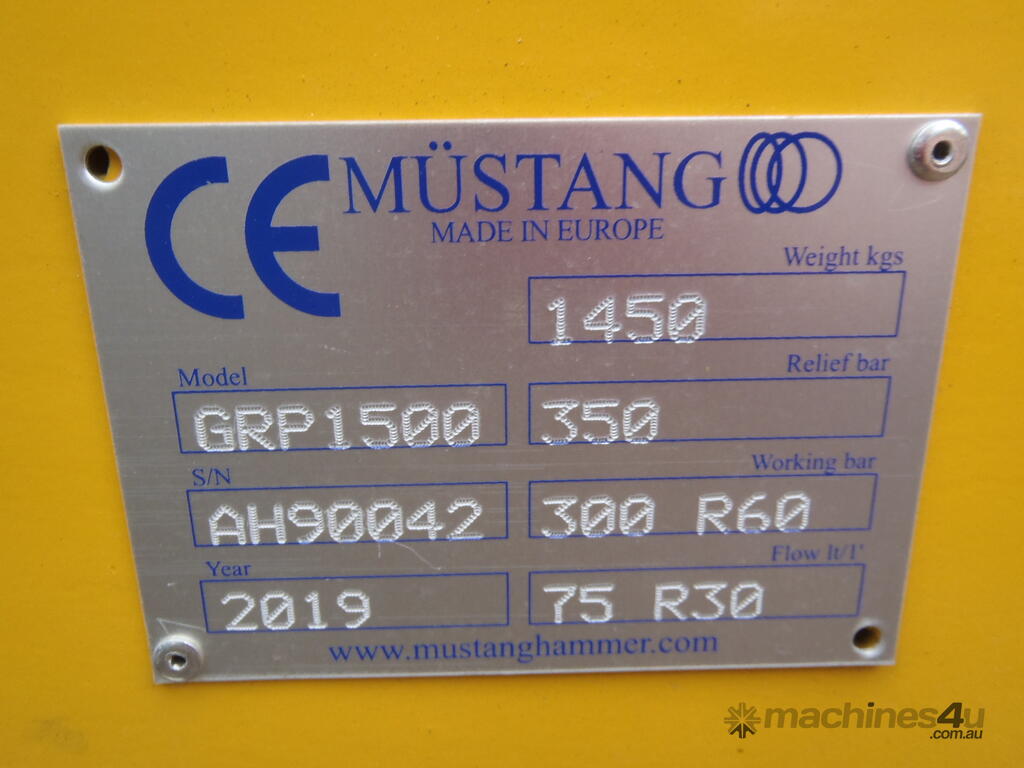 CE MÜSTANG
MADE IN EUROPE
Weight kgs
1450
Model
GRP1500
Relief bar
350
S/N
AH90042
Working bar
300 R60
Year
2019
Flow lt/1'
75 R30
www.mustanghammer.com
machines4u
.com.au